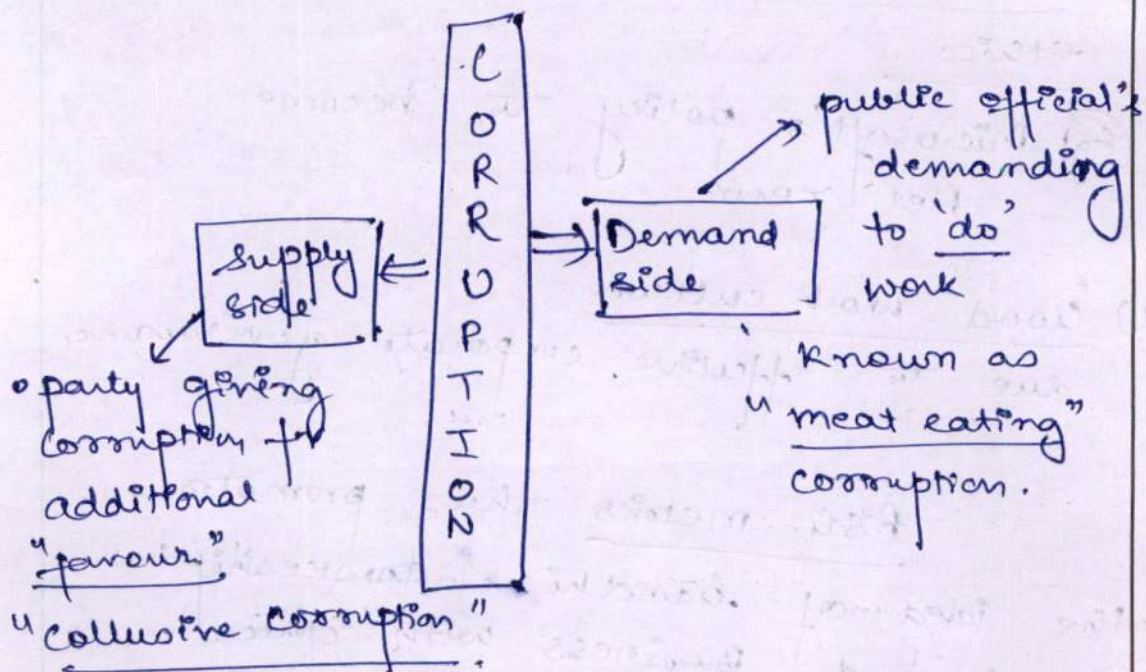 CORRUPTION
Supply
side
• party giving
corruption for
additional
"favour"
"collusive corruption".
Demand
side
public official's
demanding
to 'do'
work
known as
"meat eating"
corruption.